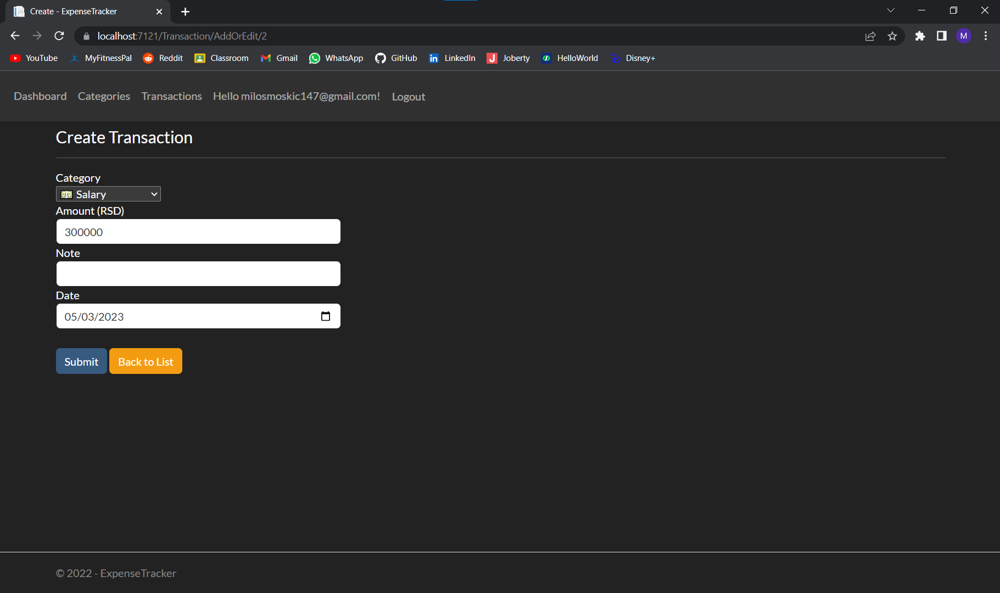 Create - ExpenseTracker
localhost:7121/Transaction/AddOrEdit/2
M
YouTube MyFitnessPal Reddit Classroom Gmail WhatsApp GitHub LinkedIn Joberty HelloWorld Disney+
Dashboard Categories Transactions Hello milosmoskic147@gmail.com! Logout
Create Transaction
Category
Salary
Amount (RSD)
300000
Note
Date
05/03/2023
Submit Back to List
© 2022 - ExpenseTracker